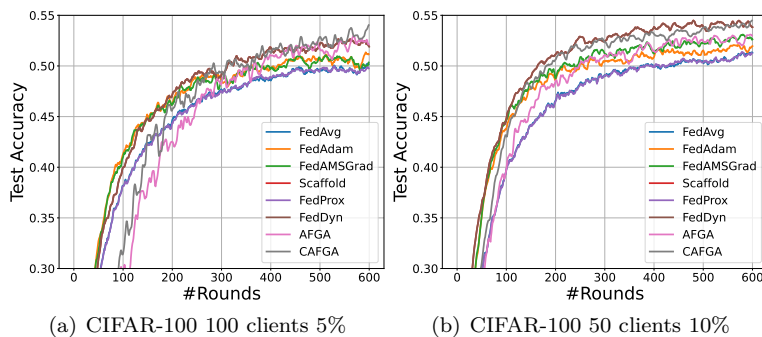 0.55
0.50
0.45
0.40
0.35
0.30
Test Accuracy
0 100 200 300 400 500 600
#Rounds
FedAvg
FedAdam
FedAMSGrad
Scaffold
FedProx
FedDyn
AFGA
CAFGA
(a) CIFAR-100 100 clients 5%
0.55
0.50
0.45
0.40
0.35
0.30
Test Accuracy
0 100 200 300 400 500 600
#Rounds
FedAvg
FedAdam
FedAMSGrad
Scaffold
FedProx
FedDyn
AFGA
CAFGA
(b) CIFAR-100 50 clients 10%